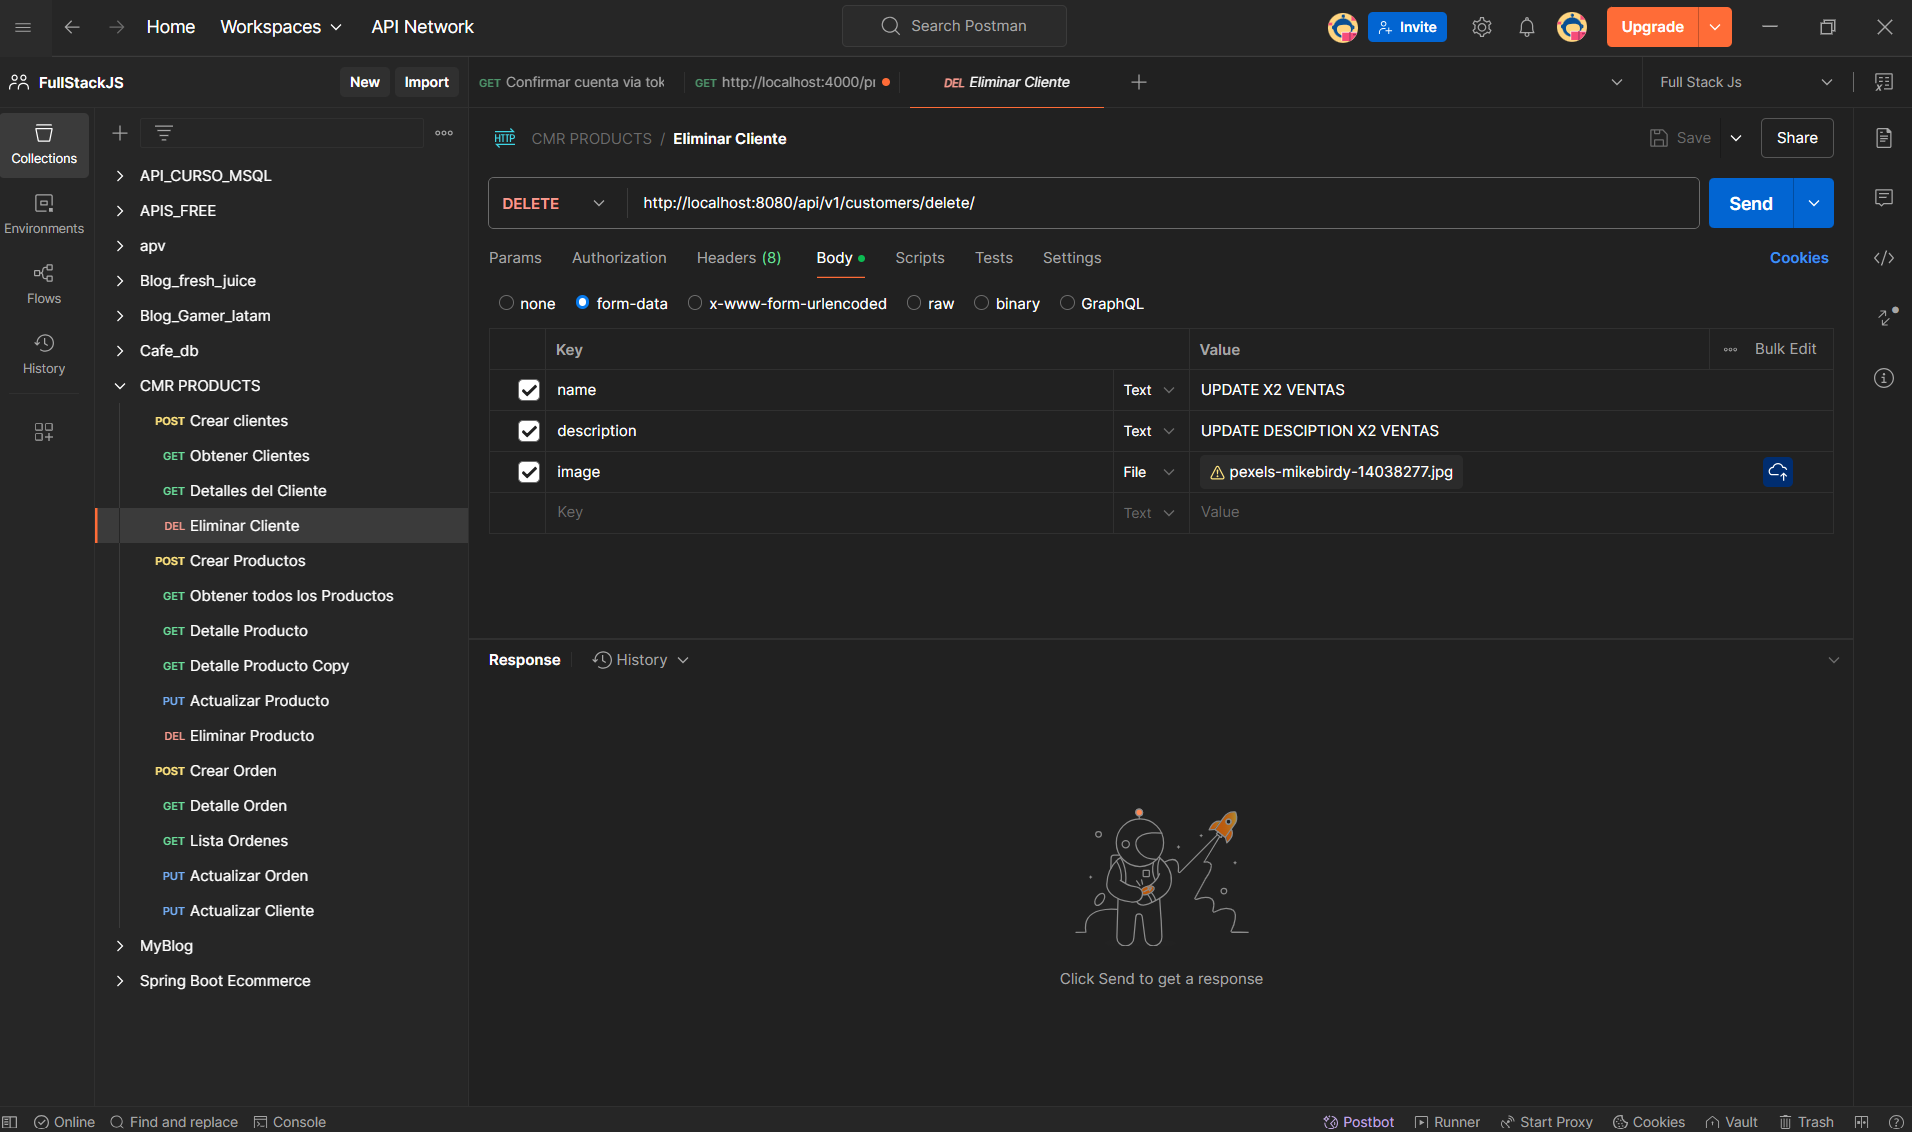 Home Workspaces API Network Search Postman Invite Upgrade
FullStackJS New Import GET Confirmar cuenta via tok GET http://localhost:4000/pr DEL Eliminar Cliente Full Stack Js
HTTP CMR PRODUCTS / Eliminar Cliente Save Share
DELETE http://localhost:8080/api/v1/customers/delete/ Send
Params Authorization Headers (8) Body Scripts Tests Settings Cookies
none form-data x-www-form-urlencoded raw binary GraphQL
Key Value Bulk Edit
name Text UPDATE X2 VENTAS
description Text UPDATE DESCIPTION X2 VENTAS
image File pexels-mikebirdy-14038277.jpg
Key Text Value
Response History
Click Send to get a response
Collections
Environments
Flows
History
API_CURSO_MSQL
APIS_FREE
apv
Blog_fresh_juice
Blog_Gamer_latam
Cafe_db
CMR PRODUCTS
POST Crear clientes
GET Obtener Clientes
GET Detalles del Cliente
DEL Eliminar Cliente
POST Crear Productos
GET Obtener todos los Productos
GET Detalle Producto
GET Detalle Producto Copy
PUT Actualizar Producto
DEL Eliminar Producto
POST Crear Orden
GET Detalle Orden
GET Lista Ordenes
PUT Actualizar Orden
PUT Actualizar Cliente
MyBlog
Spring Boot Ecommerce
Online Find and replace Console Postbot Runner Start Proxy Cookies Vault Trash